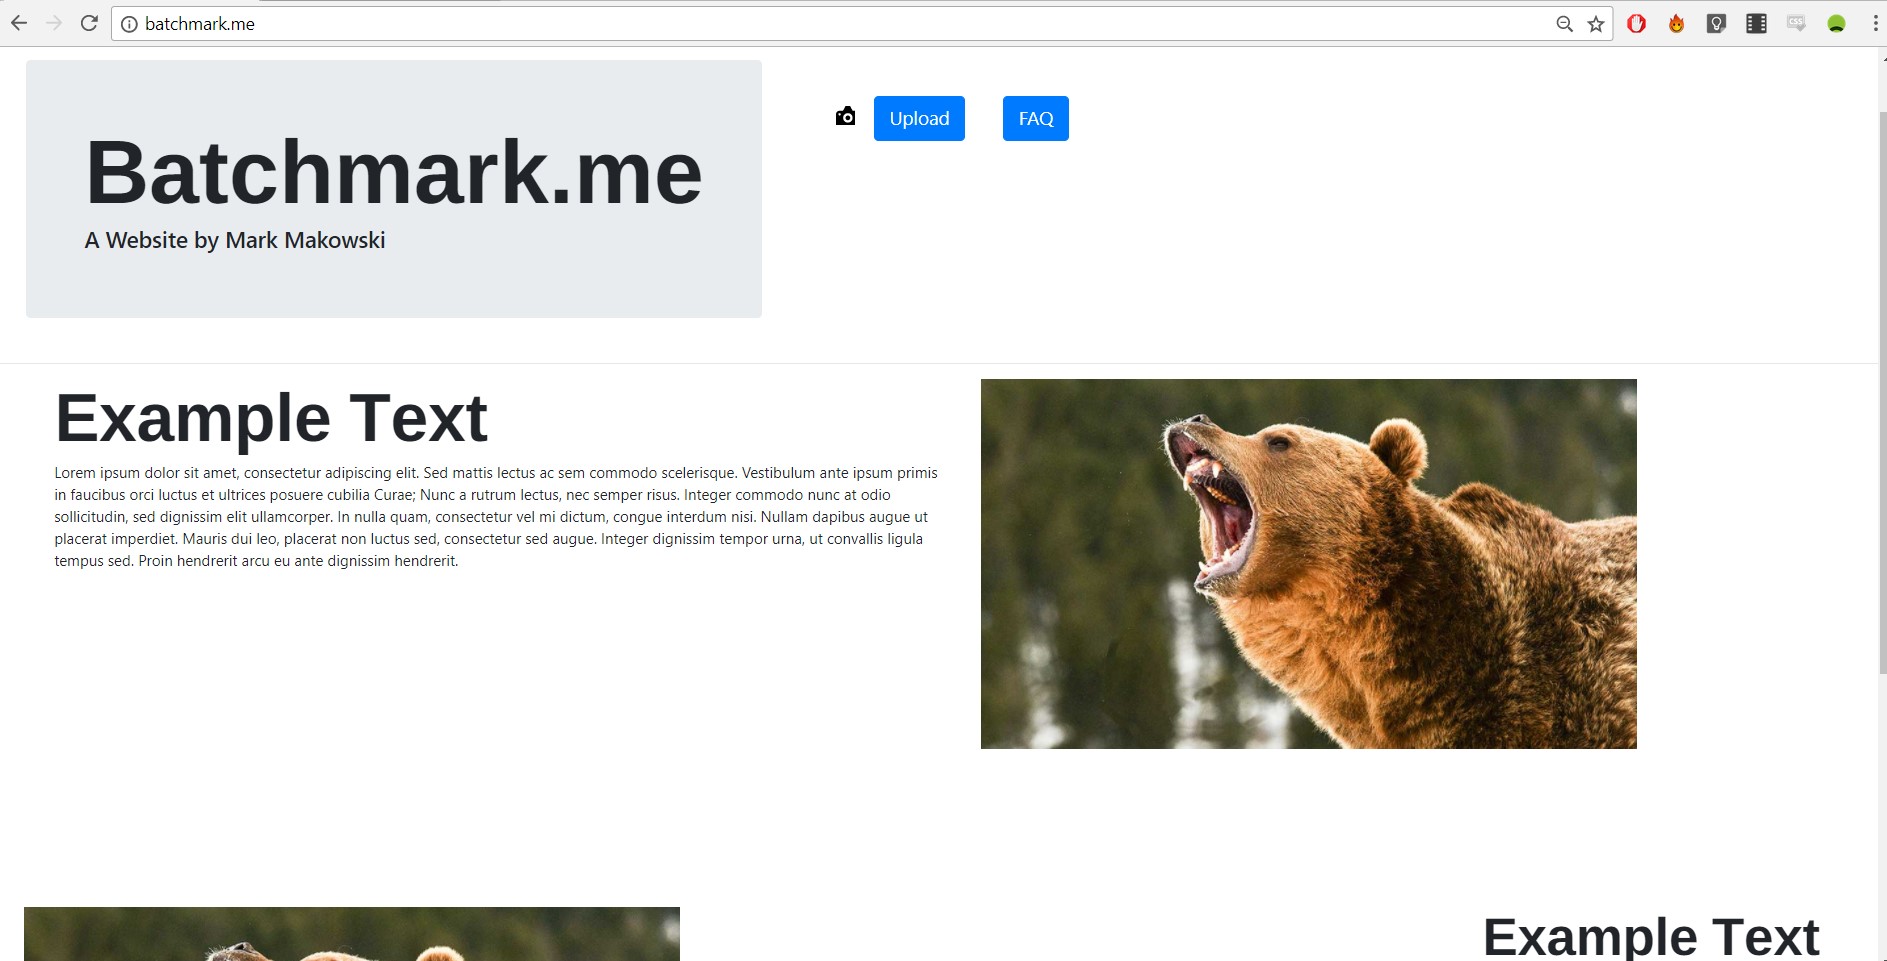 batchmark.me
Batchmark.me
A Website by Mark Makowski
Upload
FAQ
Example Text
Lorem ipsum dolor sit amet, consectetur adipiscing elit. Sed mattis lectus ac sem commodo scelerisque. Vestibulum ante ipsum primis
in faucibus orci luctus et ultrices posuere cubilia Curae; Nunc a rutrum lectus, nec semper risus. Integer commodo nunc at odio
sollicitudin, sed dignissim elit ullamcorper. In nulla quam, consectetur vel mi dictum, congue interdum nisi. Nullam dapibus augue ut
placerat imperdiet. Mauris dui leo, placerat non luctus sed, consectetur sed augue. Integer dignissim tempor urna, ut convallis ligula
tempus sed. Proin hendrerit arcu eu ante dignissim hendrerit.
Example Text